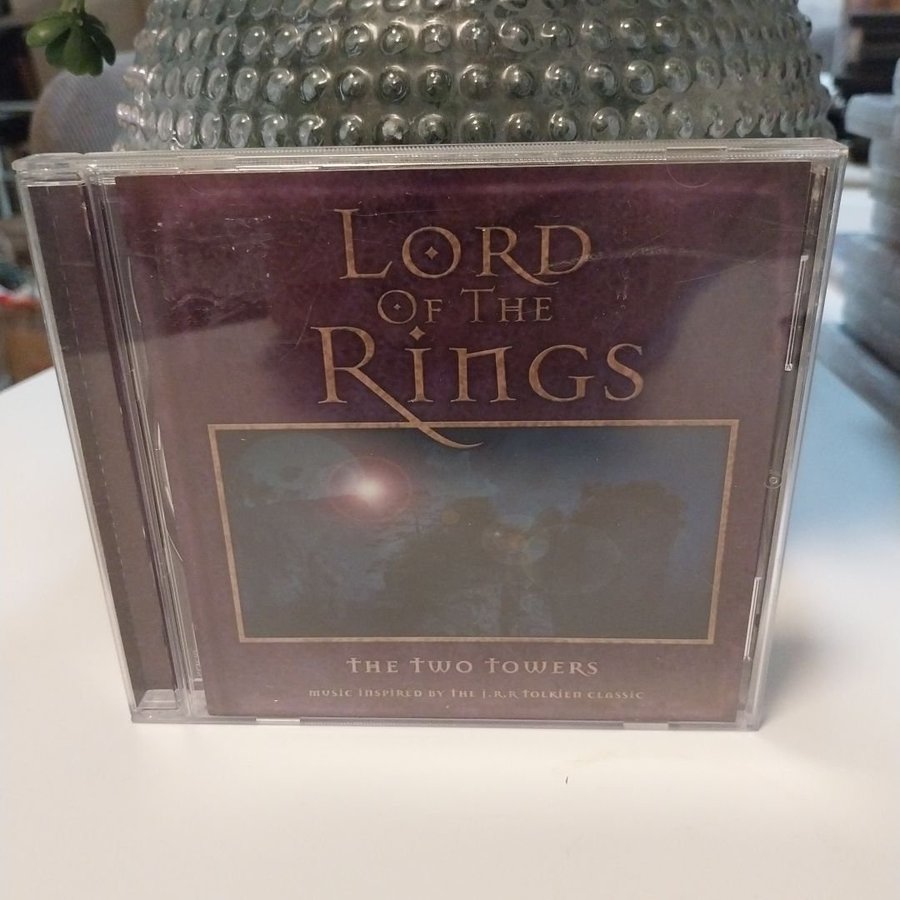 LORD
OF THE
RINGS
THE TWO TOWERS
MUSIC INSPIRED BY THE J.R.R TOLKIEN CLASSIC